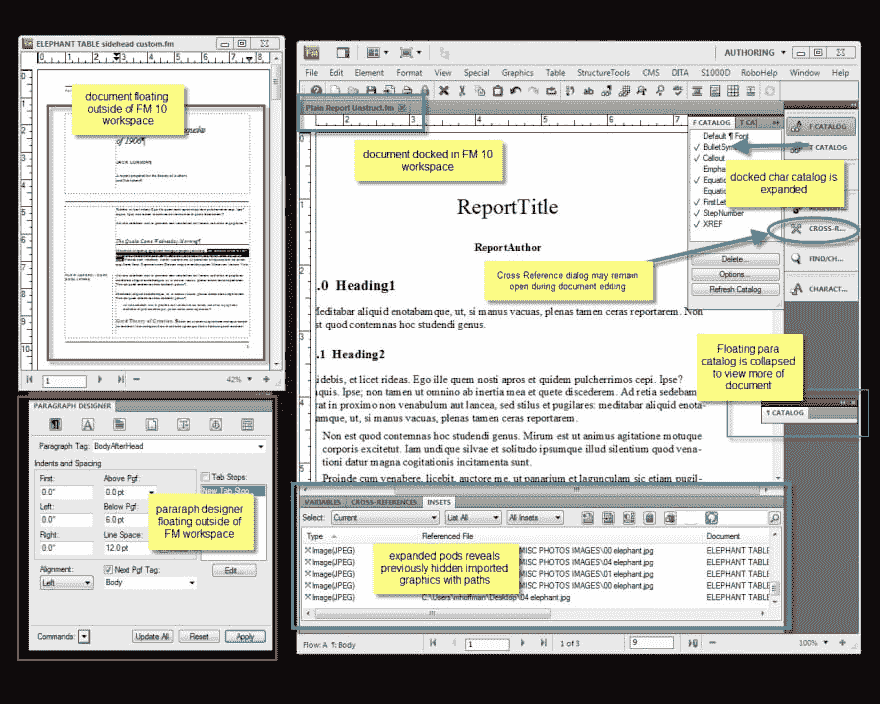 ELEPHANT TABLE sidehead custom.fm
document floating
outside of FM 10
workspace
of 1906¶
JACK LONDON¶
The Quake Came Wednesday Morning¶
42%
1
PARAGRAPH DESIGNER
Paragraph Tag: BodyAfterHead
Indents and Spacing
First: Above Pgf: Tab Stops:
0.0" 0.0 pt New Tab Stop
Left: Below Pgf:
0.0" 6.0 pt
Right: Line Space:
0.0" 12.0 pt
pararaph designer
floating outside of
FM workspace
Alignment: Next Pgf Tag: Edit...
Left Body
Commands: Update All Reset Apply
Fm AUTHORING
File Edit Element Format View Special Graphics Table StructureTools CMS DITA S1000D RoboHelp Window Help
Plain Report Unstruct.fm
document docked in FM 10
workspace
ReportTitle
ReportAuthor
Cross Reference dialog may remain
open during document editing
.0 Heading1
Meditabar aliquid enotabamque, ut, si manus vacuas, plenas tamen ceras reportarem. Non
st quod contemnas hoc studendi genus.
.1 Heading2
idebis, et licet rideas. Ego ille quem nosti apros et quidem pulcherrimos cepi. Ipse?
quis. Ipse; non tamen ut omnino ab inertia mea et quete discederem. Ad retia sedebam
at in proximo non venabulum aut lancea, sed stilus et pugilares: meditabar aliquid enota-
amque, ut, si manus vacuas, plenas tamen ceras reportarem.
Non est quod contemnas hoc studendi genus. Mirum est ut animus agitatione motuque
corporis excitetut. Iam undique silvae et solitudo ipsumque illud silentium quod vena-
tioni datur magna cogitationis incitamenta sunt.
Proinde cum venabere, licebit, auctore me, ut panarium et lagunculam sic etiam pugil-
F CATALOG T CA
Default ¶ Font
BulletSym
Callout
Empha
Equatio
Equatio
FirstLet
StepNumber
XREF
Delete...
Options...
Refresh Catalog
F CATALOG
T CATALOG
docked char catalog is
expanded
CROSS-R...
FIND/CH...
CHARACT...
Floating para
catalog is collapsed
to view more of
document
¶ CATALOG
VARIABLES CROSS-REFERENCES INSETS
Select: Current List All All Insets
Type Referenced File Document
Image(JPEG) MISC PHOTOS IMAGES\00 elephant.jpg ELEPHANT TABLE
Image(JPEG) MISC PHOTOS IMAGES\04 elephant.jpg ELEPHANT TABLE
Image(JPEG) MISC PHOTOS IMAGES\01 elephant.jpg ELEPHANT TABLE
Image(JPEG) MISC PHOTOS IMAGES\00 elephant.jpg ELEPHANT TABLE
Image(JPEG) C:\Users\mhoffman\Desktop\04 elephant.jpg ELEPHANT TABLE
expanded pods reveals
previously hidden imported
graphics with paths
Flow: A ¶: Body 1 1 of 3 9 100%